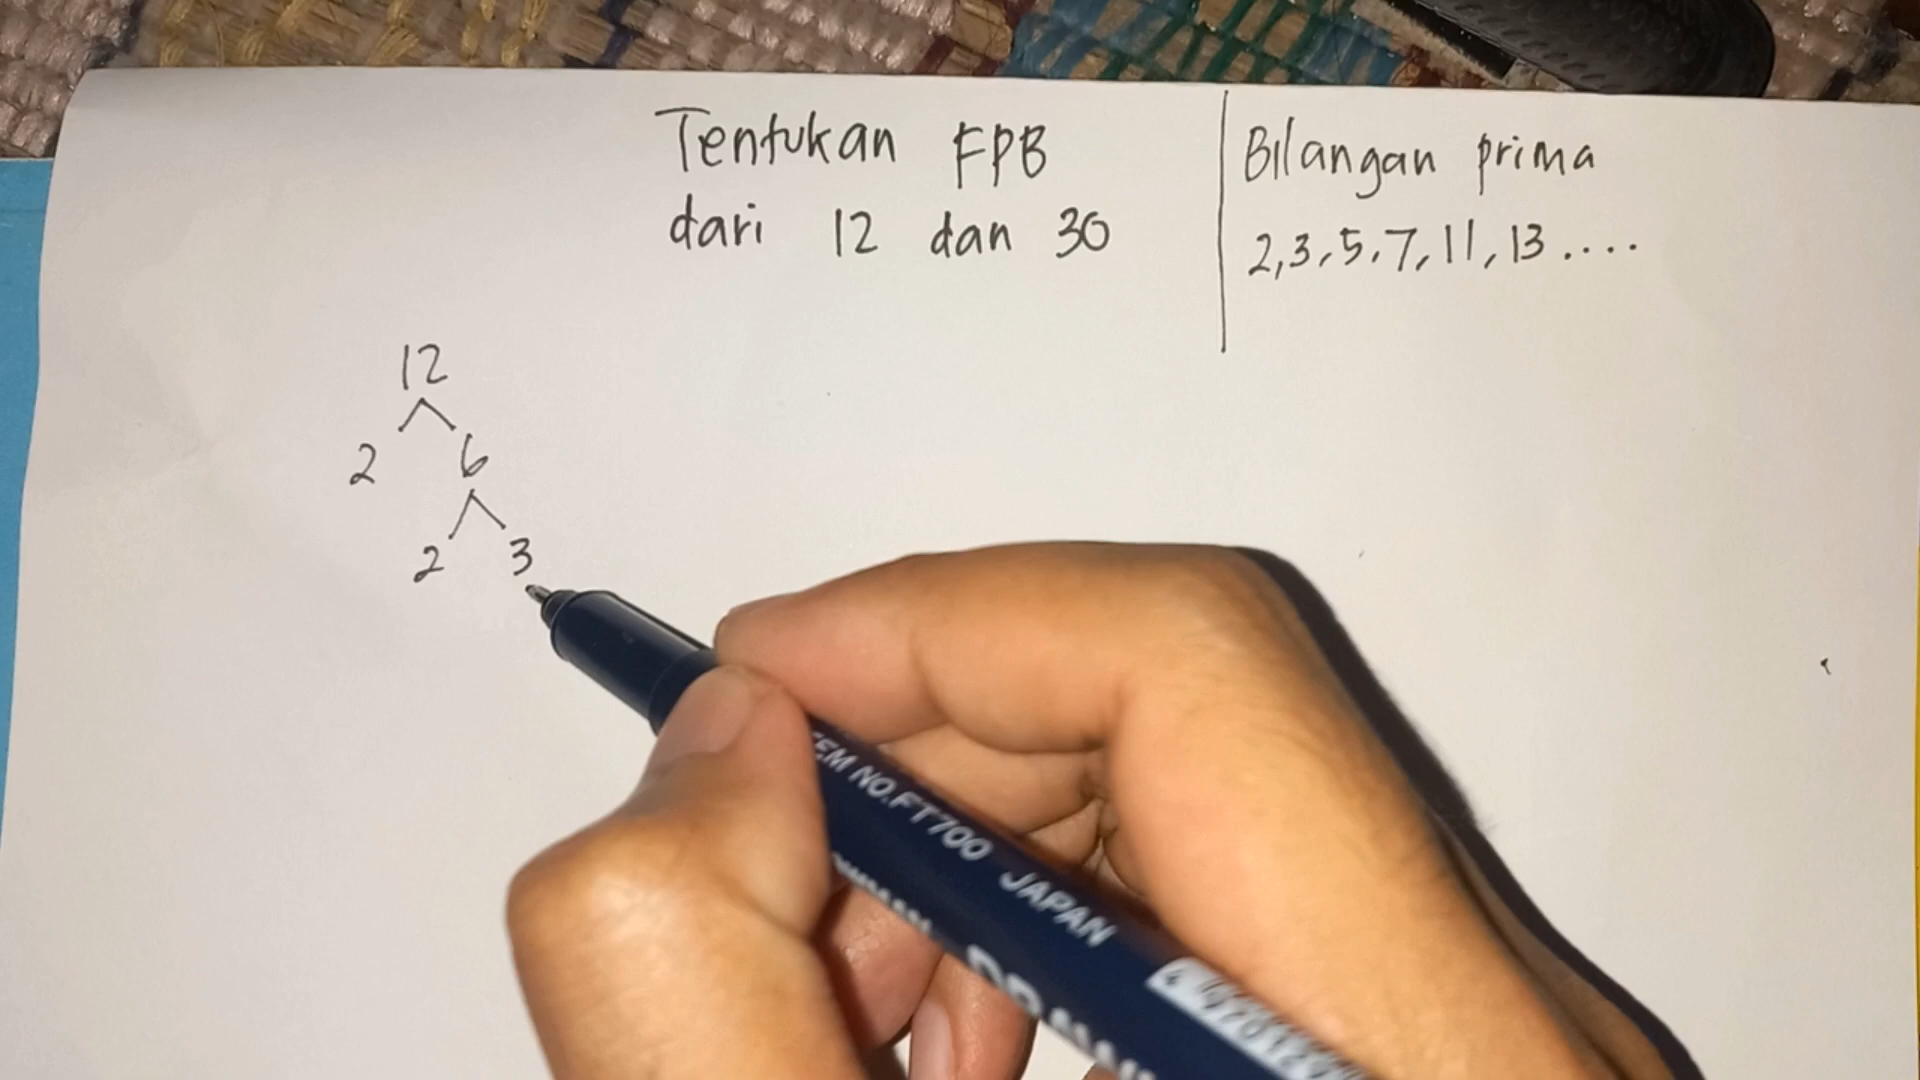 Tentukan FPB
dari 12 dan 30
Bilangan prima
2,3,5,7,11,13....
12
2 6
2 3
EM NO.FT700 JAPAN